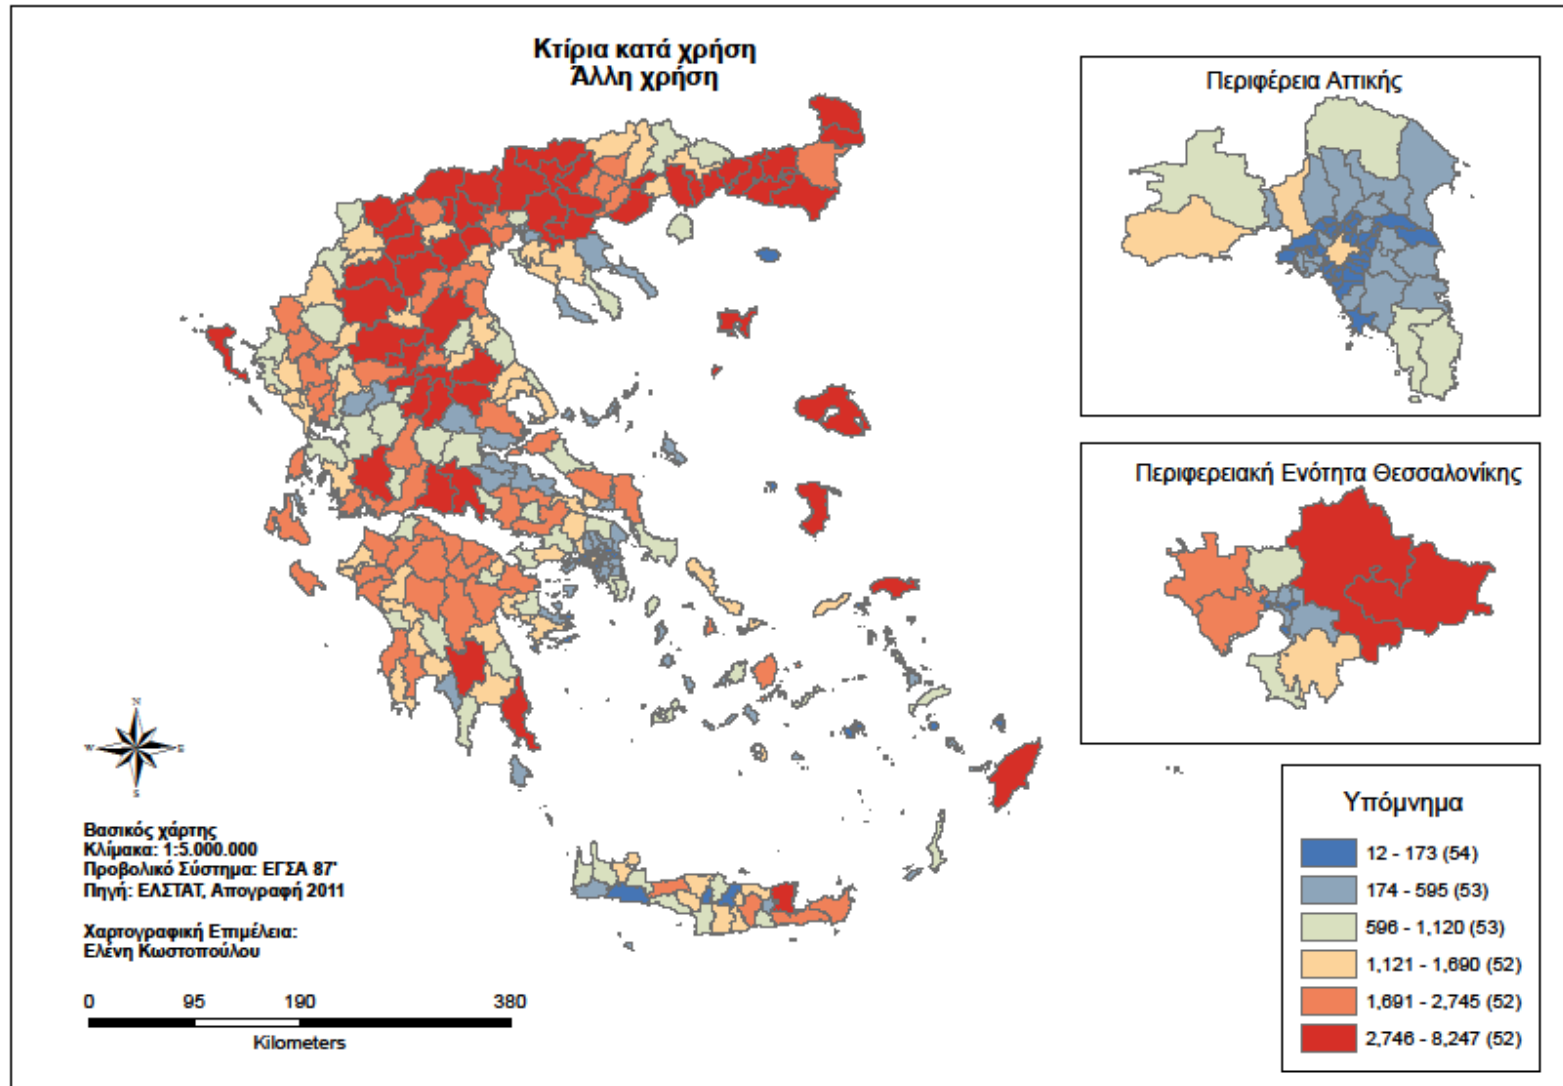 Κτίρια κατά χρήση
Άλλη χρήση
Περιφέρεια Αττικής
Περιφερειακή Ενότητα Θεσσαλονίκης
N
W
E
S
Βασικός χάρτης
Κλίμακα: 1:5.000.000
Προβολικό Σύστημα: ΕΓΣΑ 87'
Πηγή: ΕΛΣΤΑΤ, Απογραφή 2011
Χαρτογραφική Επιμέλεια:
Ελένη Κωστοπούλου
0 95 190 380
Kilometers
Υπόμνημα
12 - 173 (54)
174 - 595 (53)
596 - 1,120 (53)
1,121 - 1,690 (52)
1,691 - 2,745 (52)
2,746 - 8,247 (52)